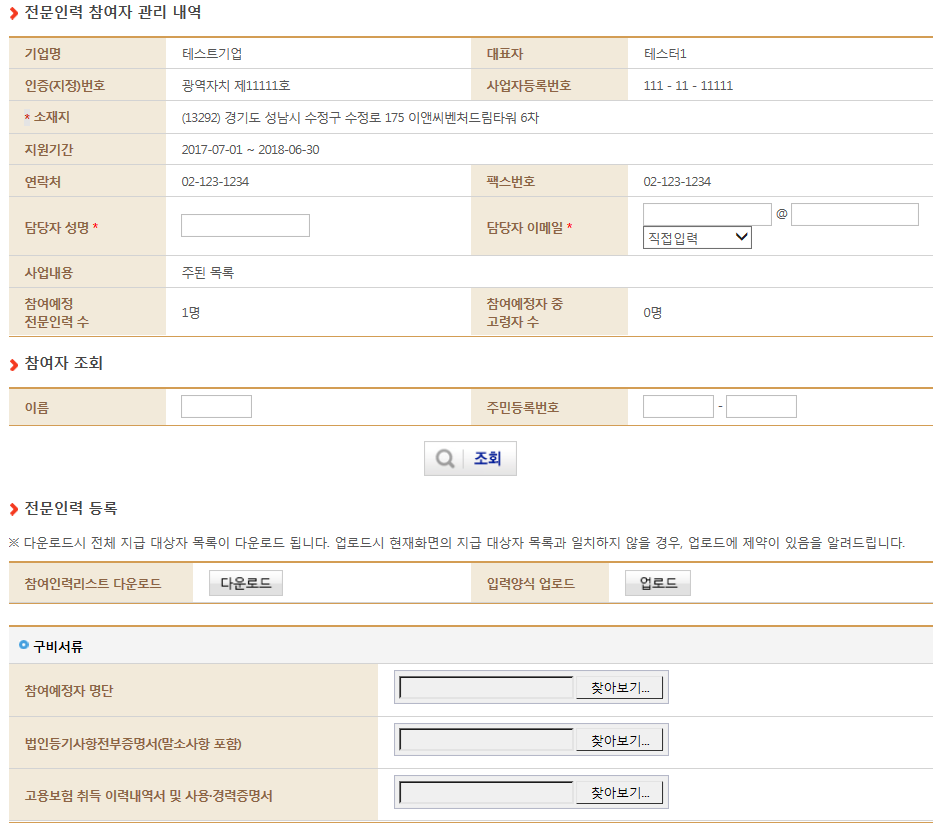 전문인력 참여자 관리 내역
기업명 테스트기업 대표자 테스터1
인증(지정)번호 광역자치 제11111호 사업자등록번호 111 - 11 - 11111
* 소재지 (13292) 경기도 성남시 수정구 수정로 175 이앤씨벤처드림타워 6차
지원기간 2017-07-01 ~ 2018-06-30
연락처 02-123-1234 팩스번호 02-123-1234
담당자 성명 * 담당자 이메일 * @
직접입력
사업내용 주된 목록
참여예정
전문인력 수 1명 참여예정자 중
고령자 수 0명
참여자 조회
이름 주민등록번호 -
조회
전문인력 등록
※ 다운로드시 전체 지급 대상자 목록이 다운로드 됩니다. 업로드시 현재화면의 지급 대상자 목록과 일치하지 않을 경우, 업로드에 제약이 있음을 알려드립니다.
참여인력리스트 다운로드 다운로드 입력양식 업로드 업로드
구비서류
참여예정자 명단 찾아보기...
법인등기사항전부증명서(말소사항 포함) 찾아보기...
고용보험 취득 이력내역서 및 사용·경력증명서 찾아보기...